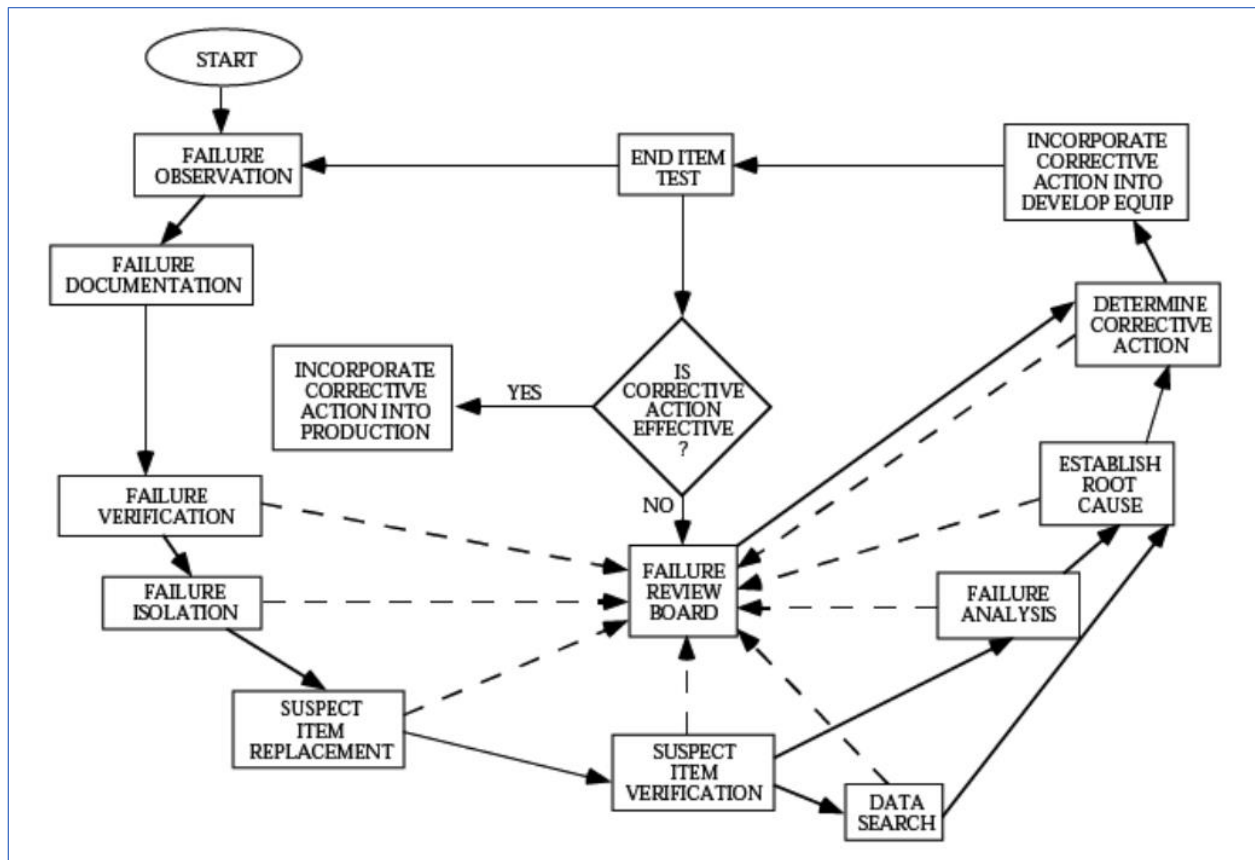 START
FAILURE
OBSERVATION
END ITEM
TEST
INCORPORATE
CORRECTIVE
ACTION INTO
DEVELOP EQUIP
FAILURE
DOCUMENTATION
DETERMINE
CORRECTIVE
ACTION
INCORPORATE
CORRECTIVE
ACTION INTO
PRODUCTION
YES
IS
CORRECTIVE
ACTION
EFFECTIVE
?
NO
ESTABLISH
ROOT
CAUSE
FAILURE
VERIFICATION
FAILURE
ISOLATION
FAILURE
REVIEW
BOARD
FAILURE
ANALYSIS
SUSPECT
ITEM
REPLACEMENT
SUSPECT
ITEM
VERIFICATION
DATA
SEARCH